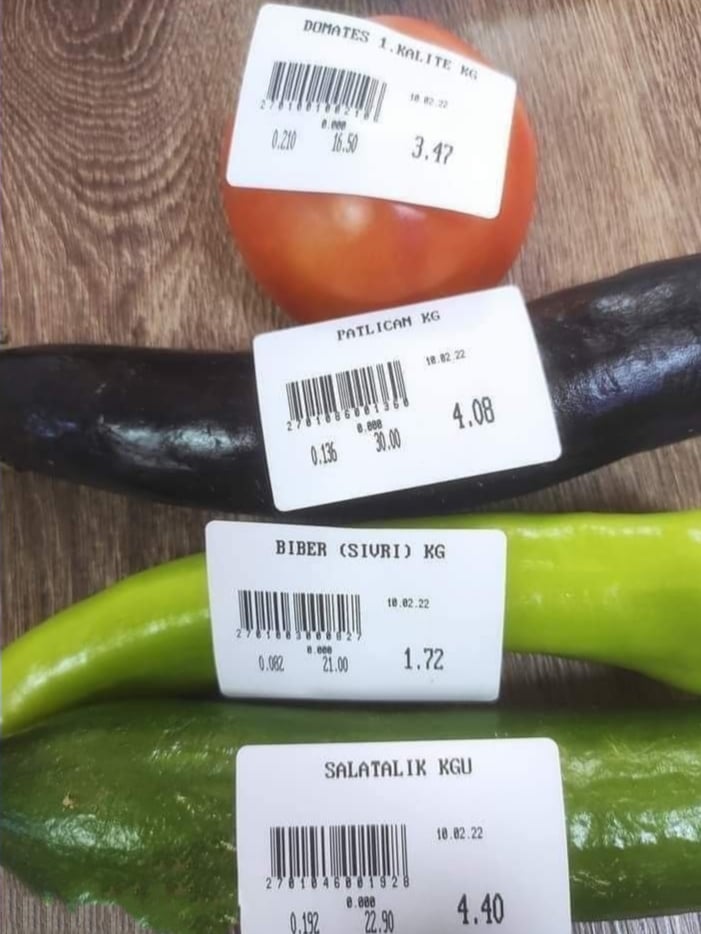 DOMATES 1.KALITE KG
10.02.22
0.000
0.210 16.50 3.47
PATLICAN KG
10.02.22
2701086001360
0.000
0.136 30.00 4.08
BIBER (SIVRI) KG
10.02.22
0.000
0.082 21.00 1.72
SALATALIK KGU
10.02.22
2701046001928
0.000
0.192 22.90 4.40